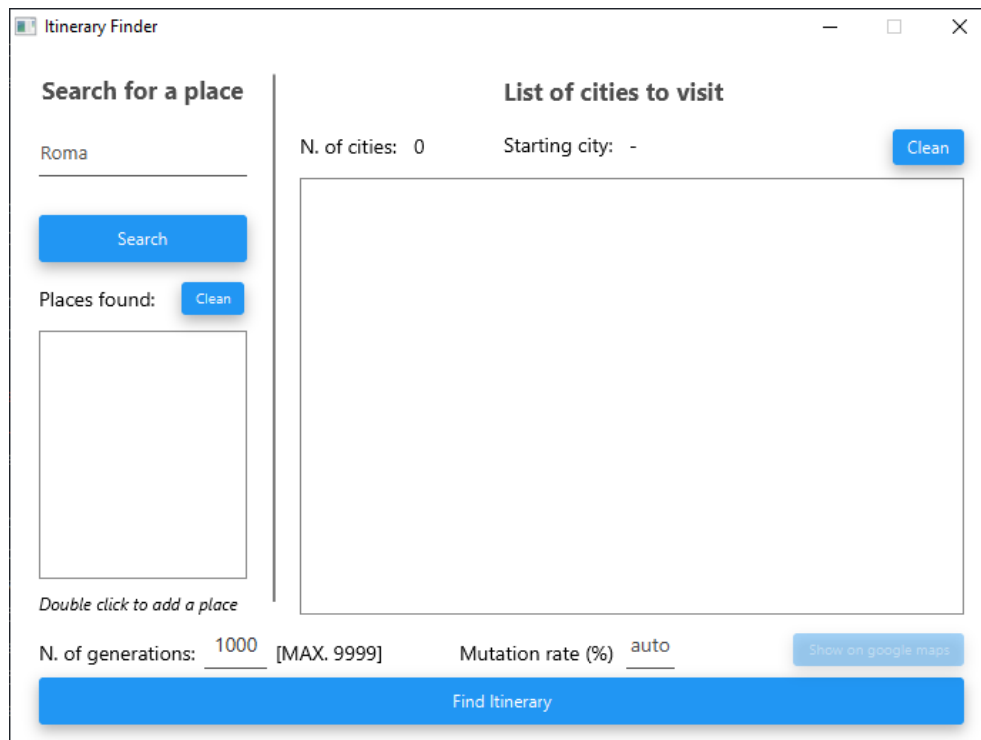 Itinerary Finder
Search for a place
List of cities to visit
Roma
N. of cities: 0
Starting city: -
Clean
Search
Places found:
Clean
Double click to add a place
N. of generations: 1000 [MAX. 9999]
Mutation rate (%) auto
Show on google maps
Find Itinerary